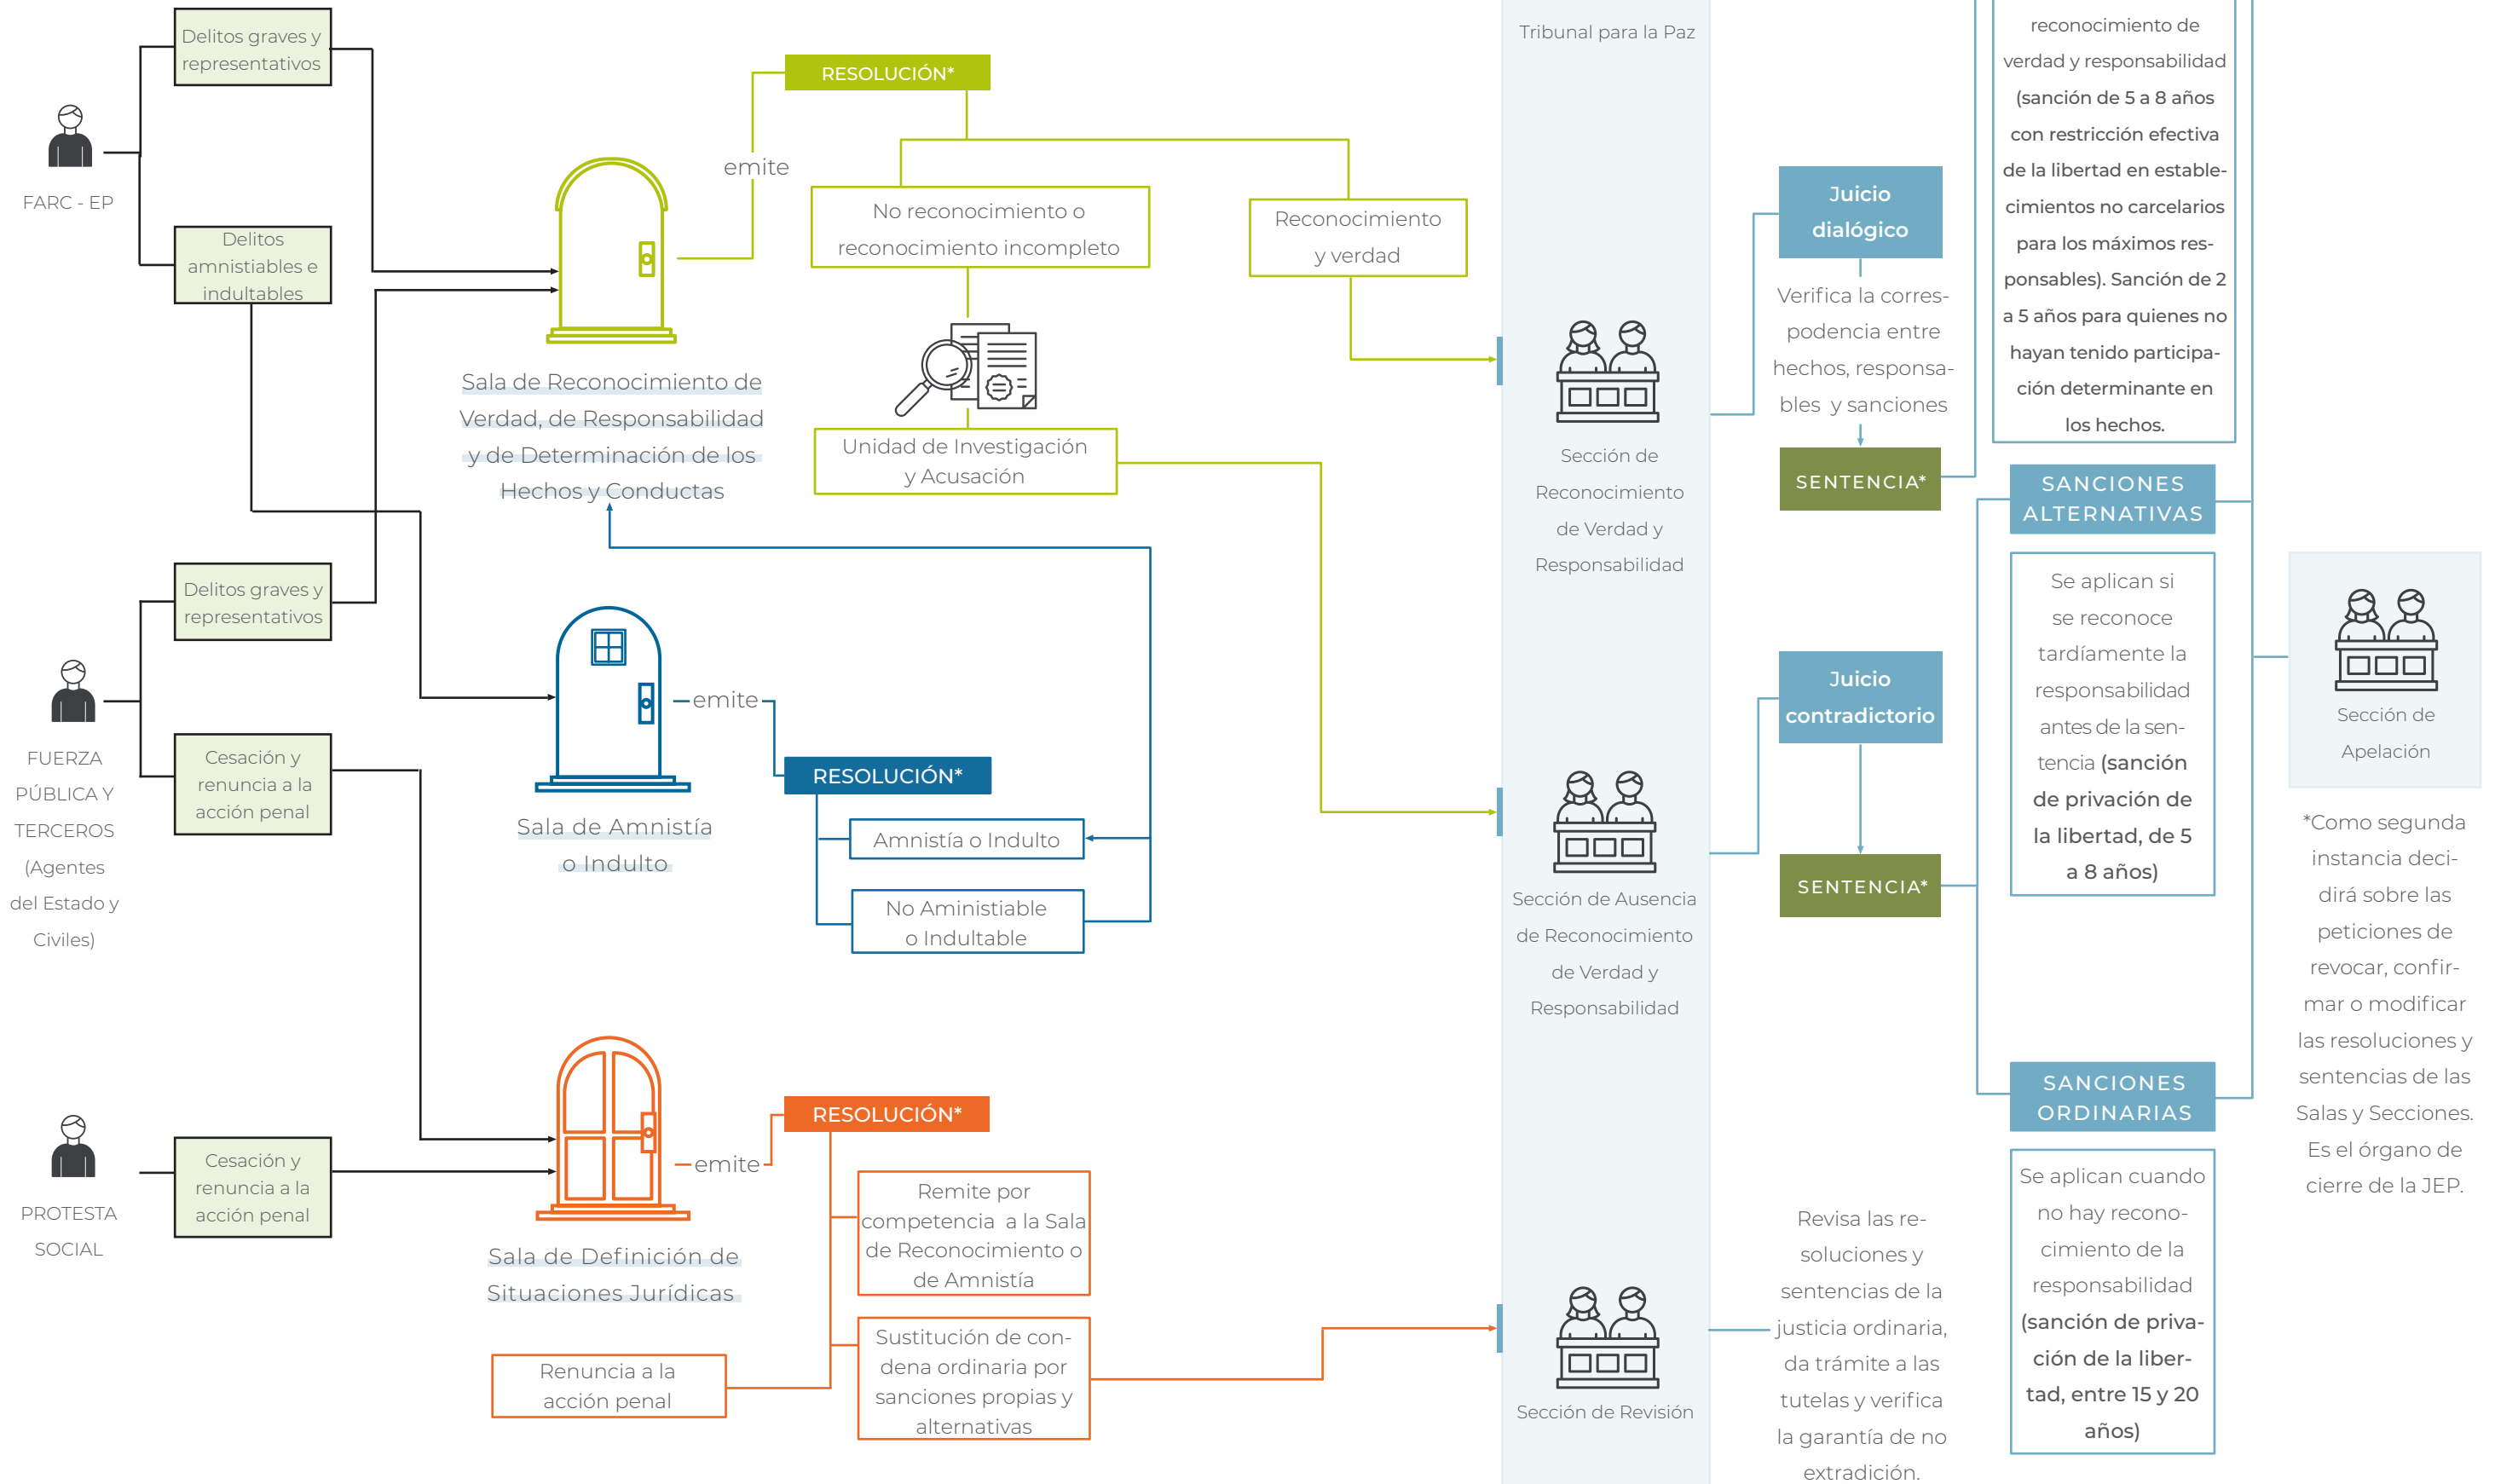 Delitos graves y
representativos
FARC - EP
Delitos
amnistiables e
indultables
Delitos graves y
representativos
FUERZA
PÚBLICA Y
TERCEROS
(Agentes
del Estado y
Civiles)
Cesación y
renuncia a la
acción penal
PROTESTA
SOCIAL
Cesación y
renuncia a la
acción penal
Sala de Reconocimiento de
Verdad, de Responsabilidad
y de Determinación de los
Hechos y Conductas
emite
RESOLUCIÓN*
No reconocimiento o
reconocimiento incompleto
Reconocimiento
y verdad
Unidad de Investigación
y Acusación
Sala de Amnistía
o Indulto
emite
RESOLUCIÓN*
Amnistía o Indulto
No Aministiable
o Indultable
Sala de Definición de
Situaciones Jurídicas
emite
RESOLUCIÓN*
Remite por
competencia a la Sala
de Reconocimiento o
de Amnistía
Sustitución de con-
dena ordinaria por
sanciones propias y
alternativas
Renuncia a la
acción penal
Tribunal para la Paz
Sección de
Reconocimiento
de Verdad y
Responsabilidad
Sección de Ausencia
de Reconocimiento
de Verdad y
Responsabilidad
Sección de Revisión
Juicio
dialógico
Verifica la corres-
podencia entre
hechos, responsa-
bles y sanciones
SENTENCIA*
Juicio
contradictorio
SENTENCIA*
Revisa las re-
soluciones y
sentencias de la
justicia ordinaria,
da trámite a las
tutelas y verifica
la garantía de no
extradición.
reconocimiento de
verdad y responsabilidad
(sanción de 5 a 8 años
con restricción efectiva
de la libertad en estable-
cimientos no carcelarios
para los máximos res-
ponsables). Sanción de 2
a 5 años para quienes no
hayan tenido participa-
ción determinante en
los hechos.
SANCIONES
ALTERNATIVAS
Se aplican si
se reconoce
tardíamente la
responsabilidad
antes de la sen-
tencia (sanción
de privación de
la libertad, de 5
a 8 años)
SANCIONES
ORDINARIAS
Se aplican cuando
no hay recono-
cimiento de la
responsabilidad
(sanción de priva-
ción de la liber-
tad, entre 15 y 20
años)
Sección de
Apelación
*Como segunda
instancia deci-
dirá sobre las
peticiones de
revocar, confir-
mar o modificar
las resoluciones y
sentencias de las
Salas y Secciones.
Es el órgano de
cierre de la JEP.